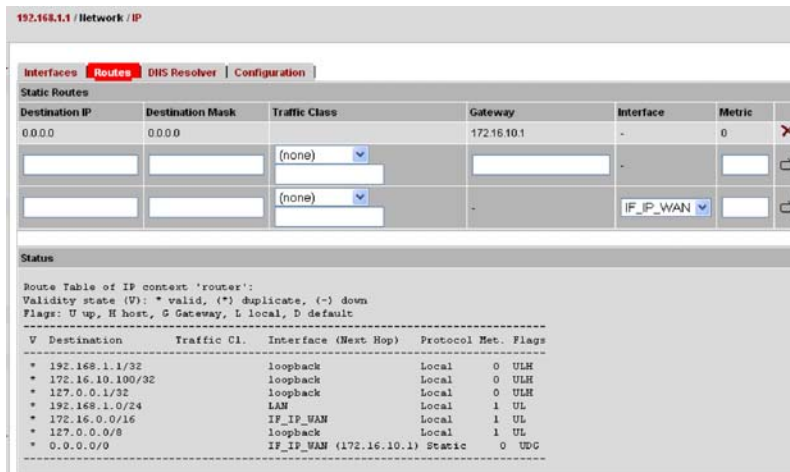 192.168.1.1 / Network / IP
Interfaces | Routes | DNS Resolver | Configuration |
Static Routes
Destination IP Destination Mask Traffic Class Gateway Interface Metric
0.0.0.0 0.0.0.0 172.16.10.1 - 0
(none) -
(none) - IF_IP_WAN
Status
Route Table of IP context 'router':
Validity state (V): * valid, (*) duplicate, (-) down
Flags: U up, H host, G Gateway, L local, D default
V Destination Traffic Cl. Interface (Next Hop) Protocol Met. Flags
* 192.168.1.1/32 loopback Local 0 ULH
* 172.16.10.100/32 loopback Local 0 ULH
* 127.0.0.1/32 loopback Local 0 ULH
* 192.168.1.0/24 LAN Local 1 UL
* 172.16.0.0/16 IF_IP_WAN Local 1 UL
* 127.0.0.0/8 loopback Local 1 UL
* 0.0.0.0/0 IF_IP_WAN (172.16.10.1) Static 0 UDG